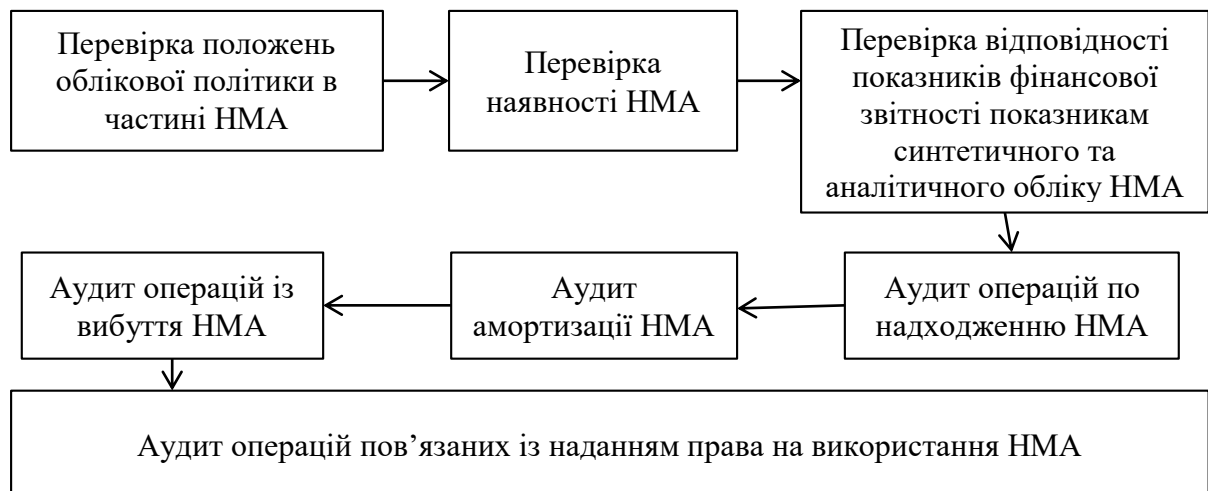 Перевірка положень
облікової політики в
частині НМА
Перевірка
наявності НМА
Перевірка відповідності
показників фінансової
звітності показникам
синтетичного та
аналітичного обліку НМА
Аудит операцій по
надходженню НМА
Аудит
амортизації НМА
Аудит операцій із
вибуття НМА
Аудит операцій пов’язаних із наданням права на використання НМА